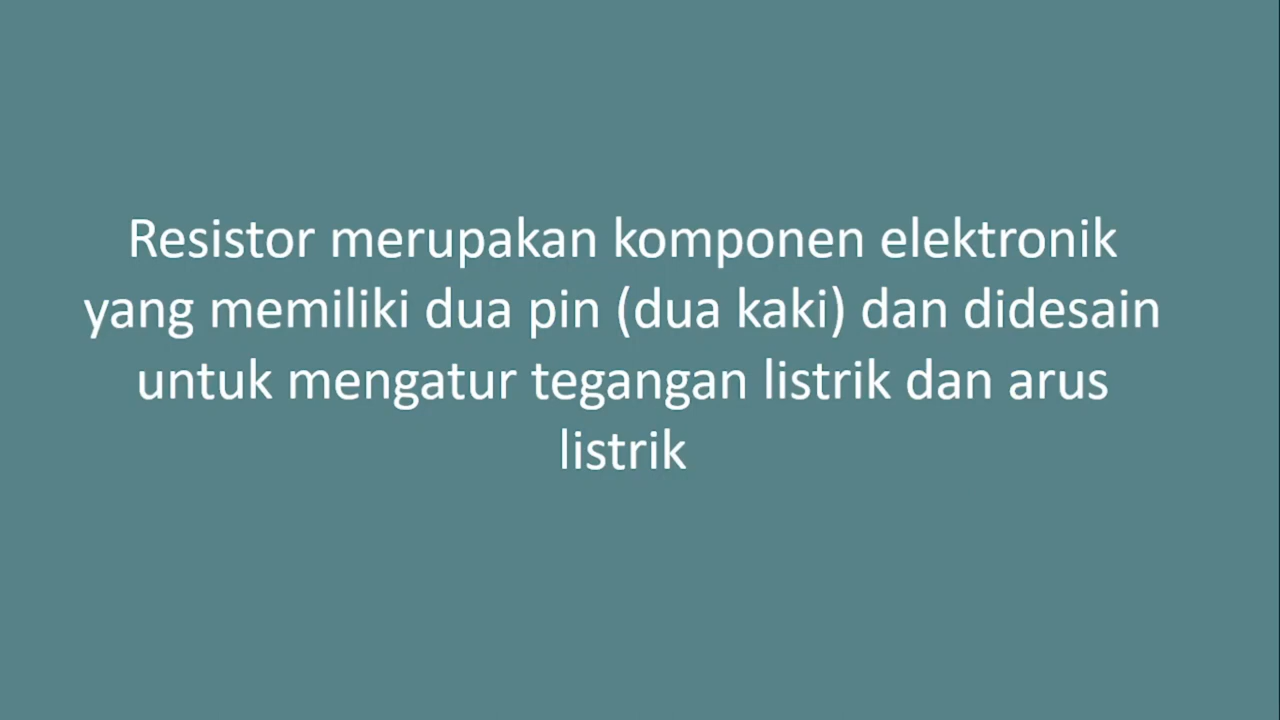 Resistor merupakan komponen elektronik
yang memiliki dua pin (dua kaki) dan didesain
untuk mengatur tegangan listrik dan arus
listrik